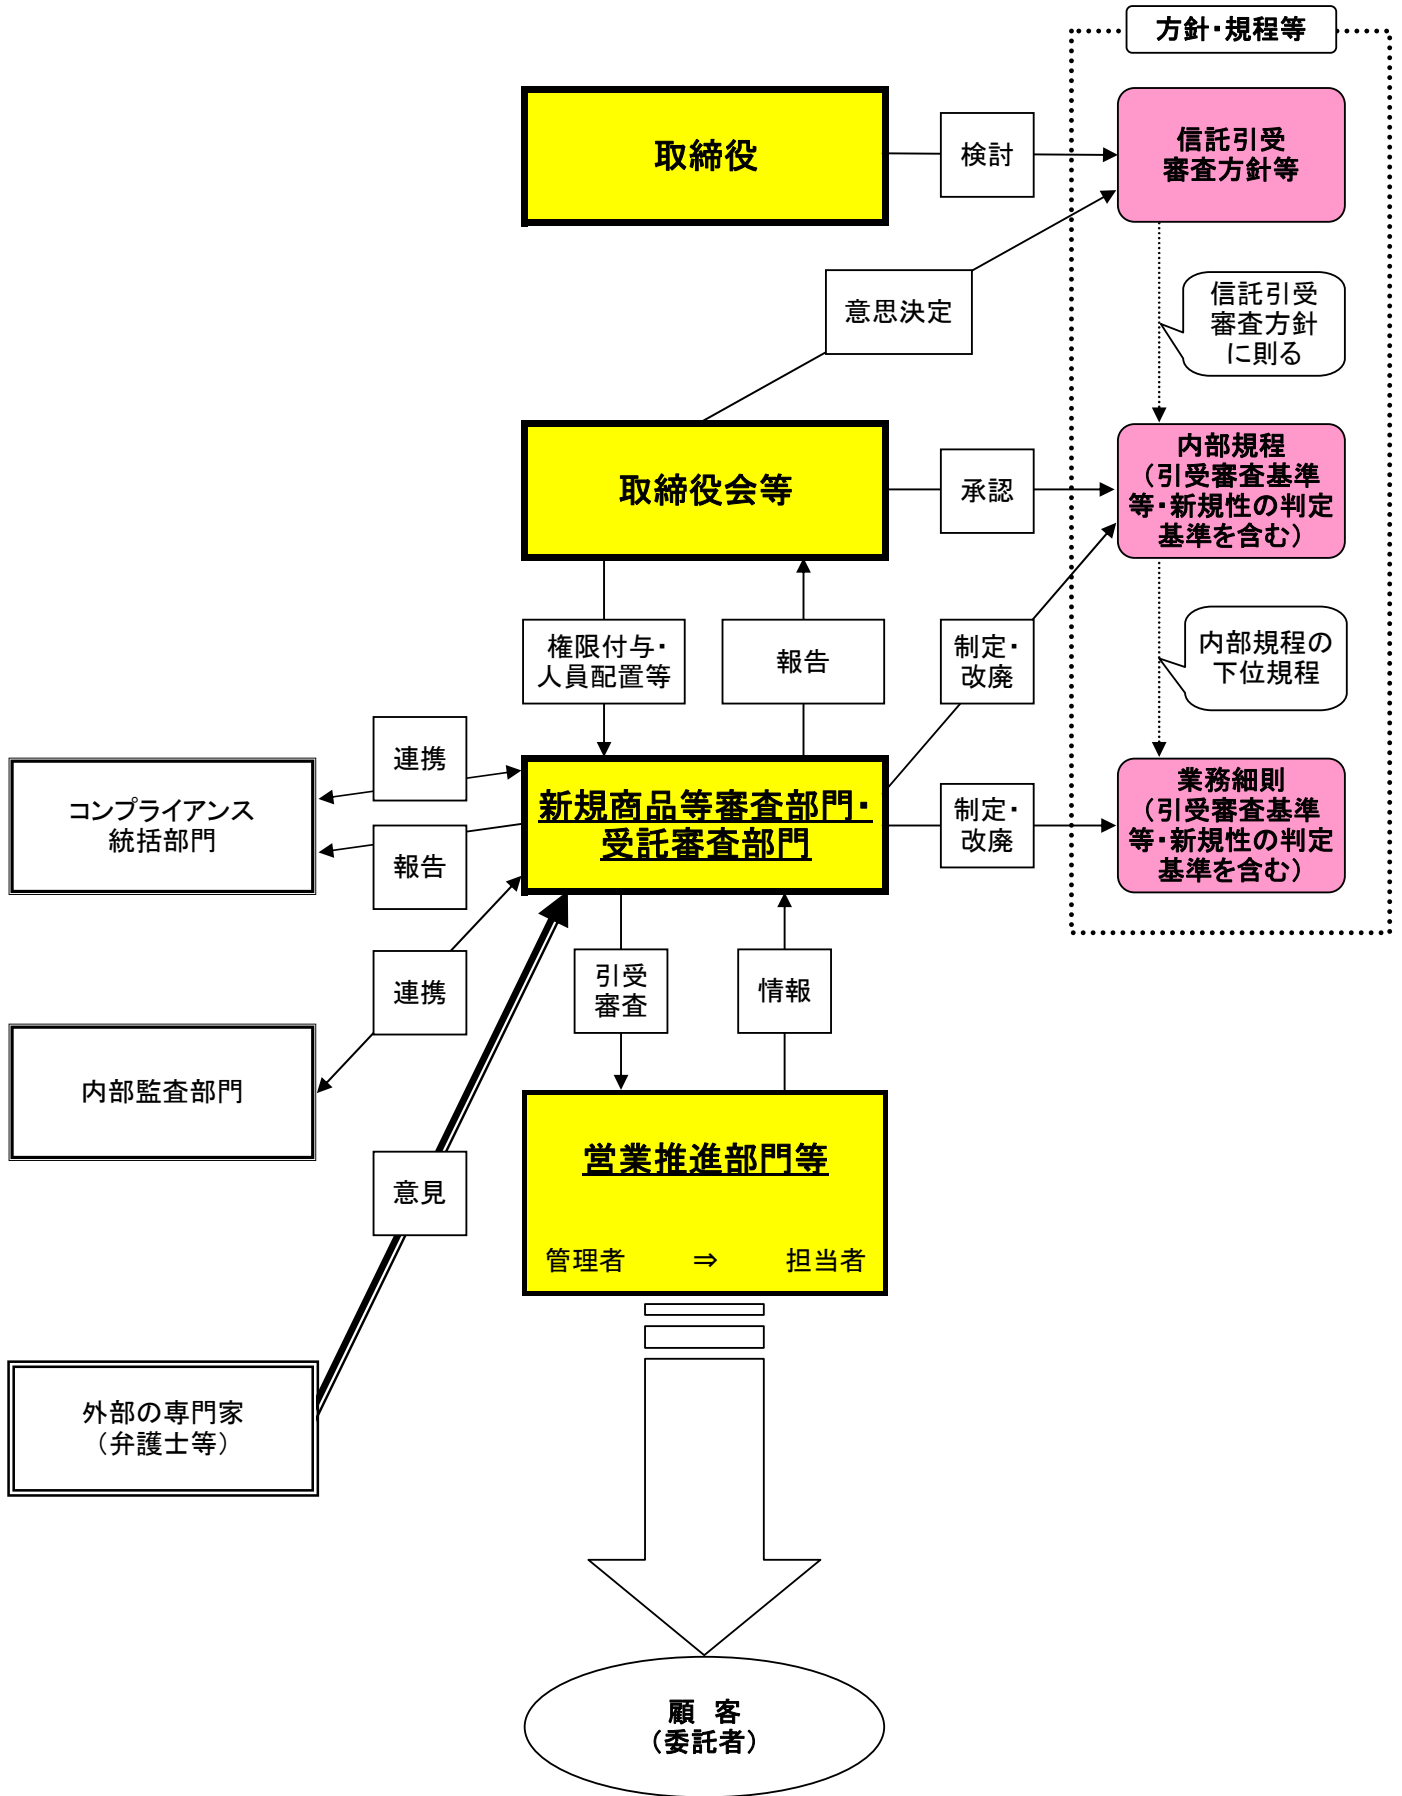 方針・規程等
取締役
検討
信託引受
審査方針等
意思決定
信託引受
審査方針
に則る
取締役会等
承認
内部規程
（引受審査基準
等・新規性の判定
基準を含む）
権限付与・
人員配置等
報告
制定・
改廃
内部規程の
下位規程
連携
コンプライアンス
統括部門
報告
新規商品等審査部門・
受託審査部門
制定・
改廃
業務細則
（引受審査基準
等・新規性の判定
基準を含む）
連携
引受
審査
情報
内部監査部門
意見
営業推進部門等
管理者　⇒　担当者
外部の専門家
（弁護士等）
顧　客
（委託者）